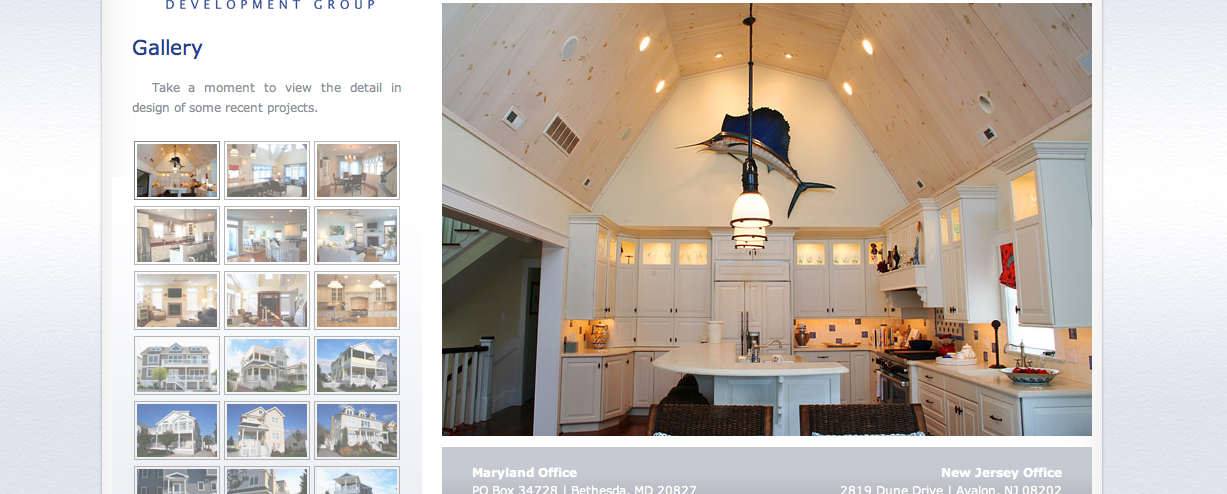 DEVELOPMENT GROUP
Gallery
Take a moment to view the detail in
design of some recent projects.
Maryland Office
PO Box 34728 | Bethesda, MD 20827
New Jersey Office
2819 Dune Drive | Avalon, NJ 08202